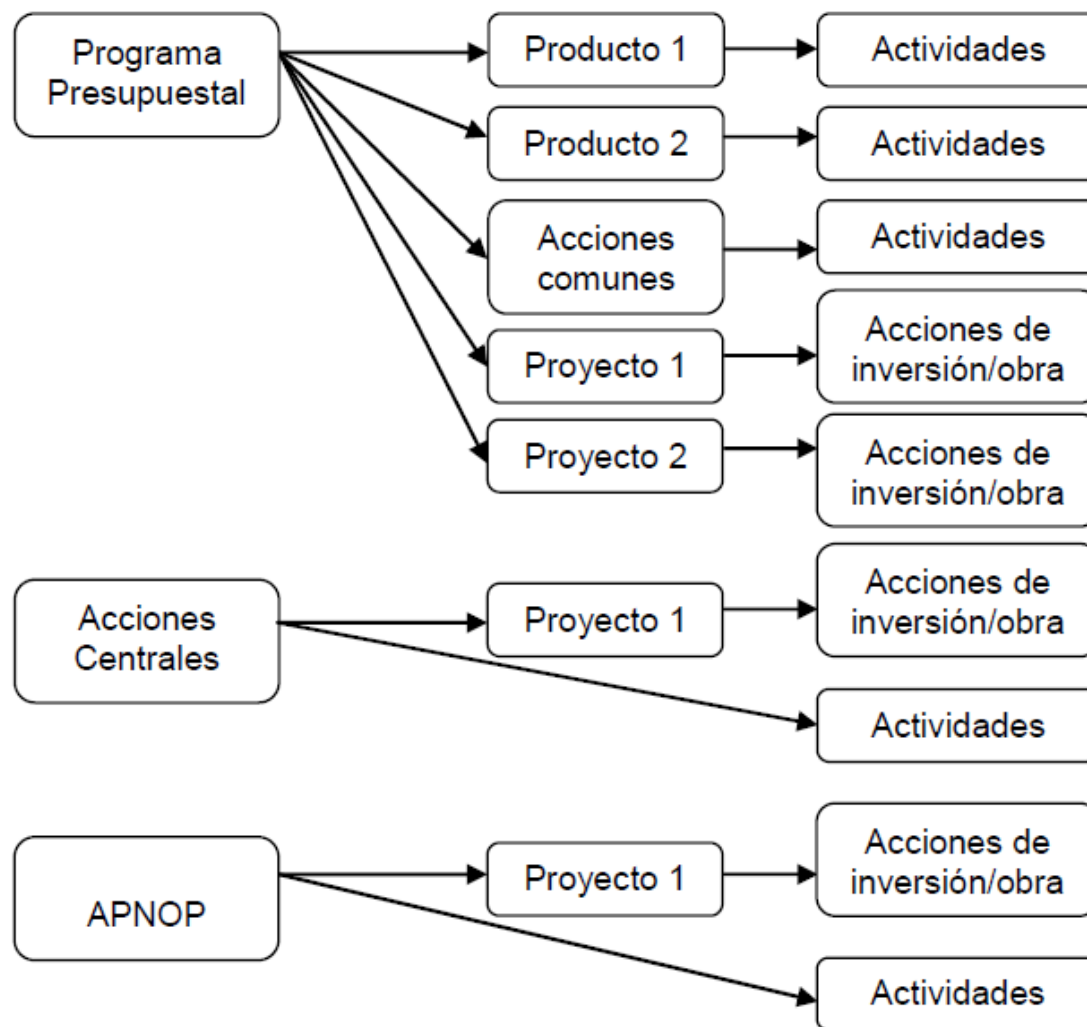 Programa
Presupuestal
Producto 1
Actividades
Producto 2
Actividades
Acciones
comunes
Actividades
Proyecto 1
Acciones de
inversión/obra
Proyecto 2
Acciones de
inversión/obra
Acciones
Centrales
Proyecto 1
Acciones de
inversión/obra
Actividades
APNOP
Proyecto 1
Acciones de
inversión/obra
Actividades